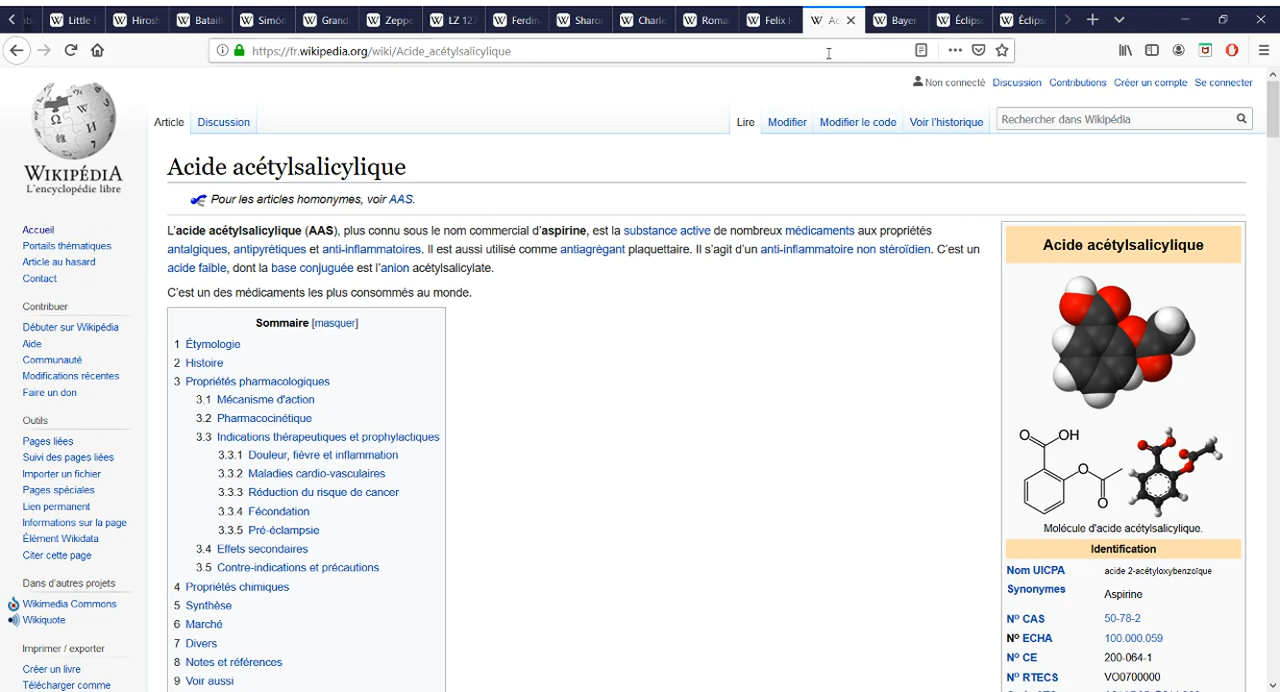 Little
Hirosh
Batail
Simón
Grand
Zeppe
LZ 127
Ferdin
Sharo
Charle
Roma
Felix H
Ac
Bayer
Éclips
Éclips
https://fr.wikipedia.org/wiki/Acide_acétylsalicylique
Non connecté Discussion Contributions Créer un compte Se connecter
Article Discussion Lire Modifier Modifier le code Voir l'historique Rechercher dans Wikipédia
WIKIPÉDIA
L'encyclopédie libre
Accueil
Portails thématiques
Article au hasard
Contact
Contribuer
Débuter sur Wikipédia
Aide
Communauté
Modifications récentes
Faire un don
Outils
Pages liées
Suivi des pages liées
Importer un fichier
Pages spéciales
Lien permanent
Informations sur la page
Élément Wikidata
Citer cette page
Dans d'autres projets
Wikimedia Commons
Wikiquote
Imprimer / exporter
Créer un livre
Télécharger comme
Acide acétylsalicylique
Pour les articles homonymes, voir AAS.
L'acide acétylsalicylique (AAS), plus connu sous le nom commercial d'aspirine, est la substance active de nombreux médicaments aux propriétés
antalgiques, antipyrétiques et anti-inflammatoires. Il est aussi utilisé comme antiagrégant plaquettaire. Il s'agit d'un anti-inflammatoire non stéroïdien. C'est un
acide faible, dont la base conjuguée est l'anion acétylsalicylate.
C'est un des médicaments les plus consommés au monde.
Sommaire [masquer]
1 Étymologie
2 Histoire
3 Propriétés pharmacologiques
3.1 Mécanisme d'action
3.2 Pharmacocinétique
3.3 Indications thérapeutiques et prophylactiques
3.3.1 Douleur, fièvre et inflammation
3.3.2 Maladies cardio-vasculaires
3.3.3 Réduction du risque de cancer
3.3.4 Fécondation
3.3.5 Pré-éclampsie
3.4 Effets secondaires
3.5 Contre-indications et précautions
4 Propriétés chimiques
5 Synthèse
6 Marché
7 Divers
8 Notes et références
9 Voir aussi
Acide acétylsalicylique
O OH
O
O
Molécule d'acide acétylsalicylique.
Identification
Nom UICPA acide 2-acétyloxybenzoïque
Synonymes Aspirine
No CAS 50-78-2
No ECHA 100.000.059
No CE 200-064-1
No RTECS VO0700000